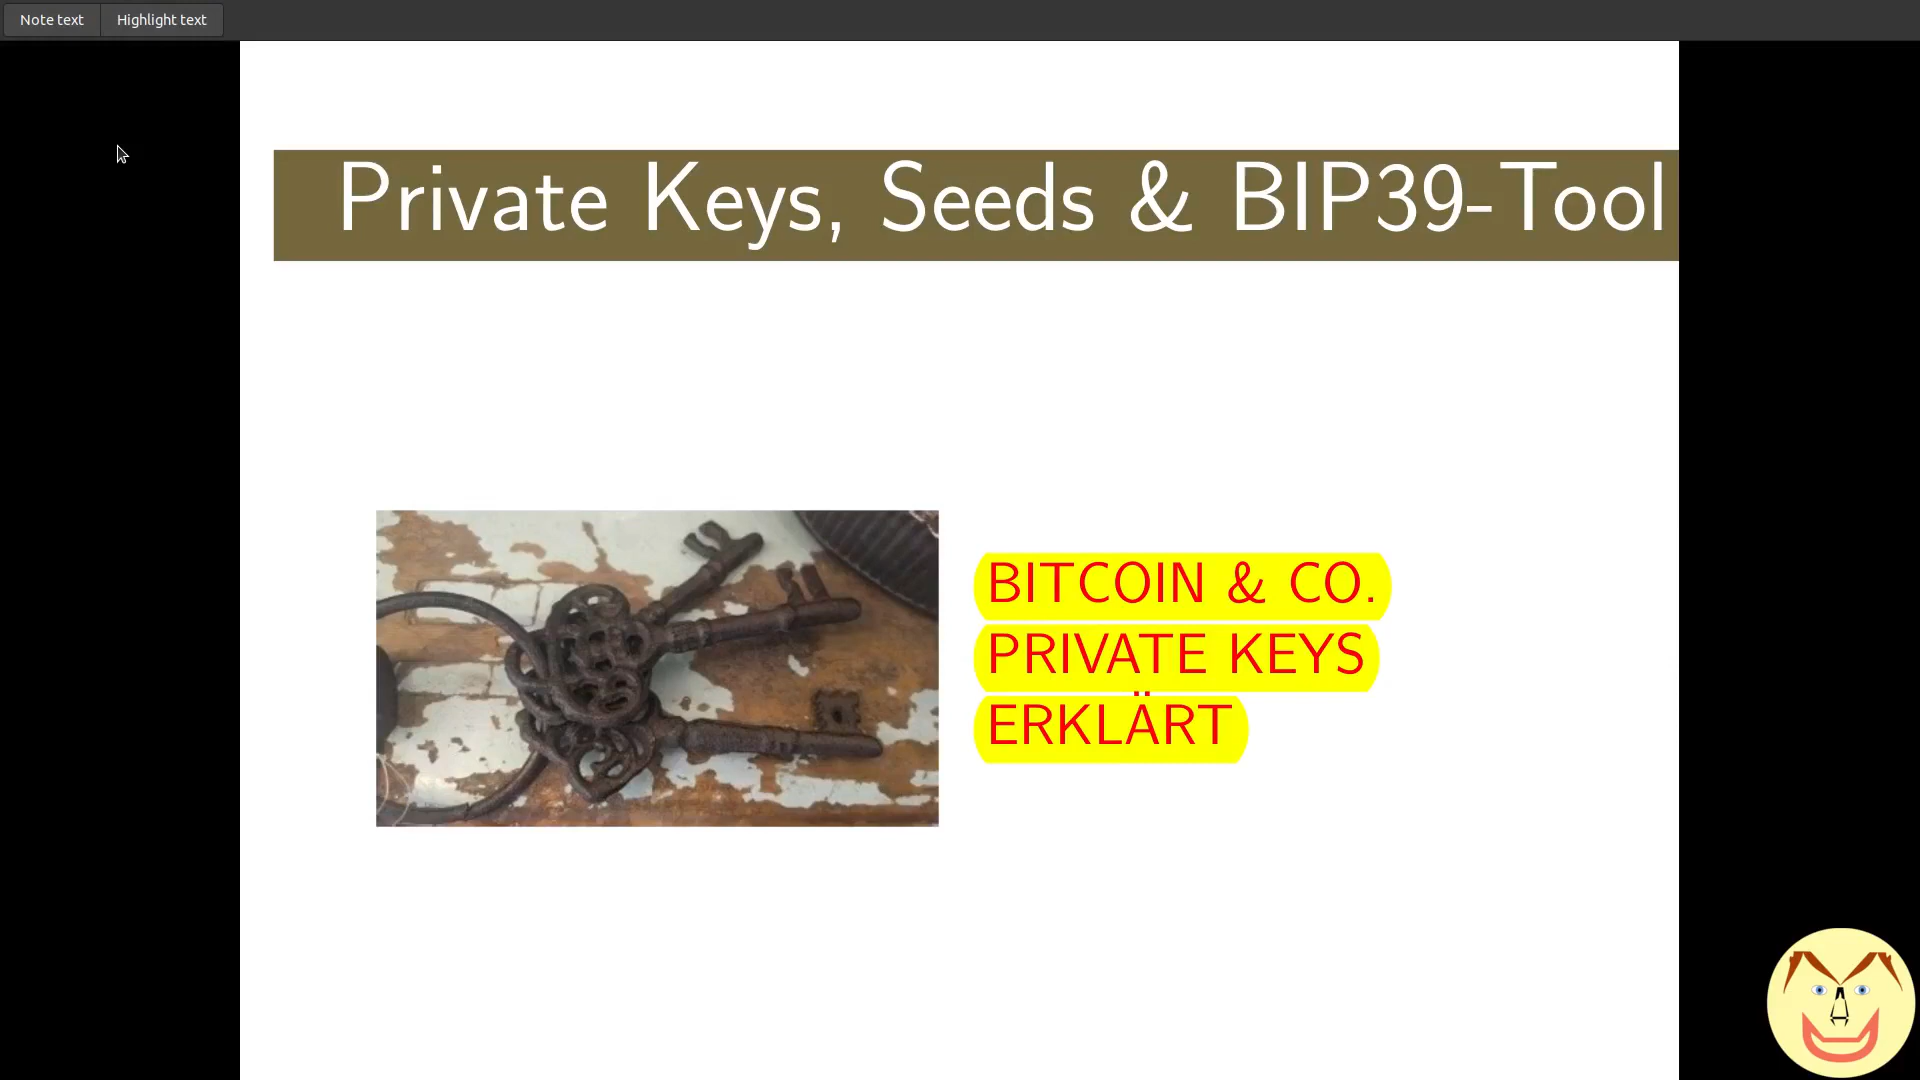 Note text
Highlight text
Private Keys, Seeds & BIP39-Tool
BITCOIN & CO.
PRIVATE KEYS
ERKLÄRT